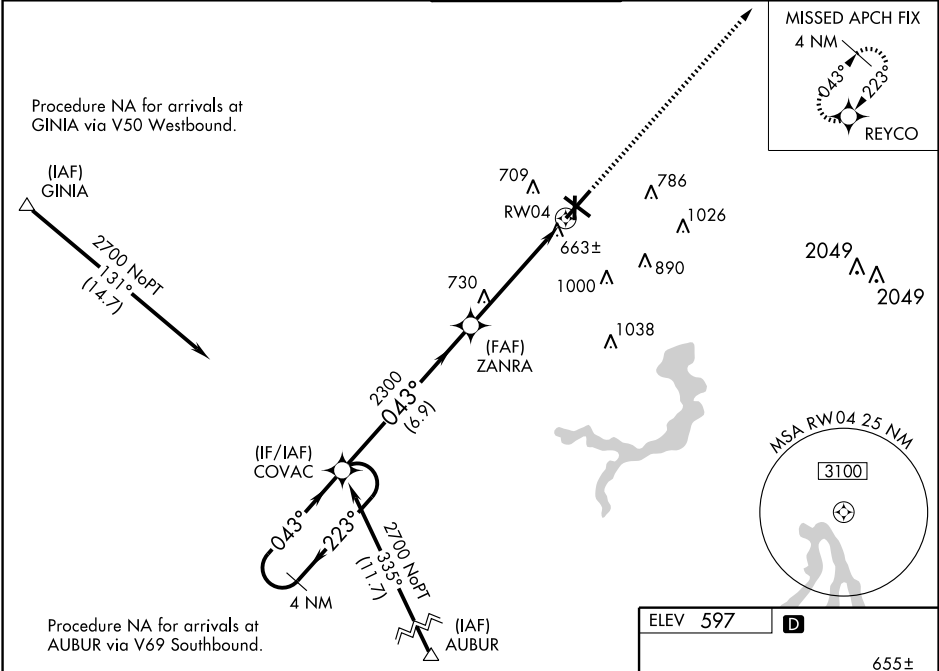 MISSED APCH FIX
4 NM
043°
223°
REYCO
Procedure NA for arrivals at
GINIA via V50 Westbound.
(IAF)
GINIA
2700 NoPT
131°
(14.7)
709
RW04
663±
786
1026
890
1000
2049
2049
730
1038
(FAF)
ZANRA
2300
043°
(6.9)
(IF/IAF)
COVAC
043°
223°
4 NM
2700 NoPT
335°
(11.7)
(IAF)
AUBUR
MSA RW04 25 NM
3100
Procedure NA for arrivals at
AUBUR via V69 Southbound.
ELEV 597
D
655±